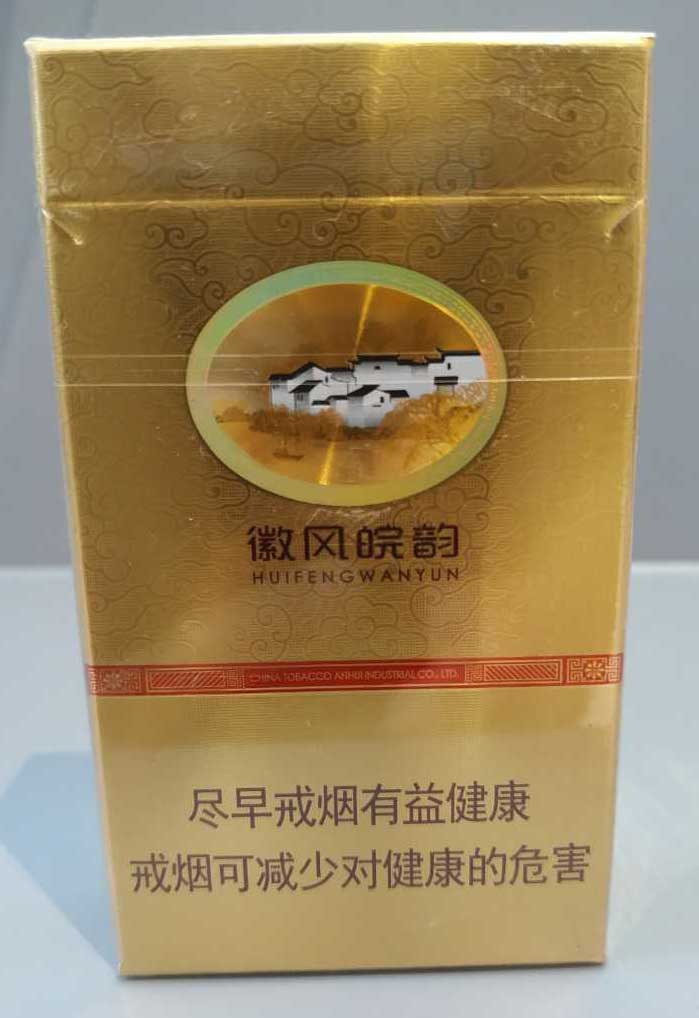 徽风皖韵
HUIFENGWANYUN
CHINA TOBACCO ANHUI INDUSTRIAL CO., LTD.
尽早戒烟有益健康
戒烟可减少对健康的危害